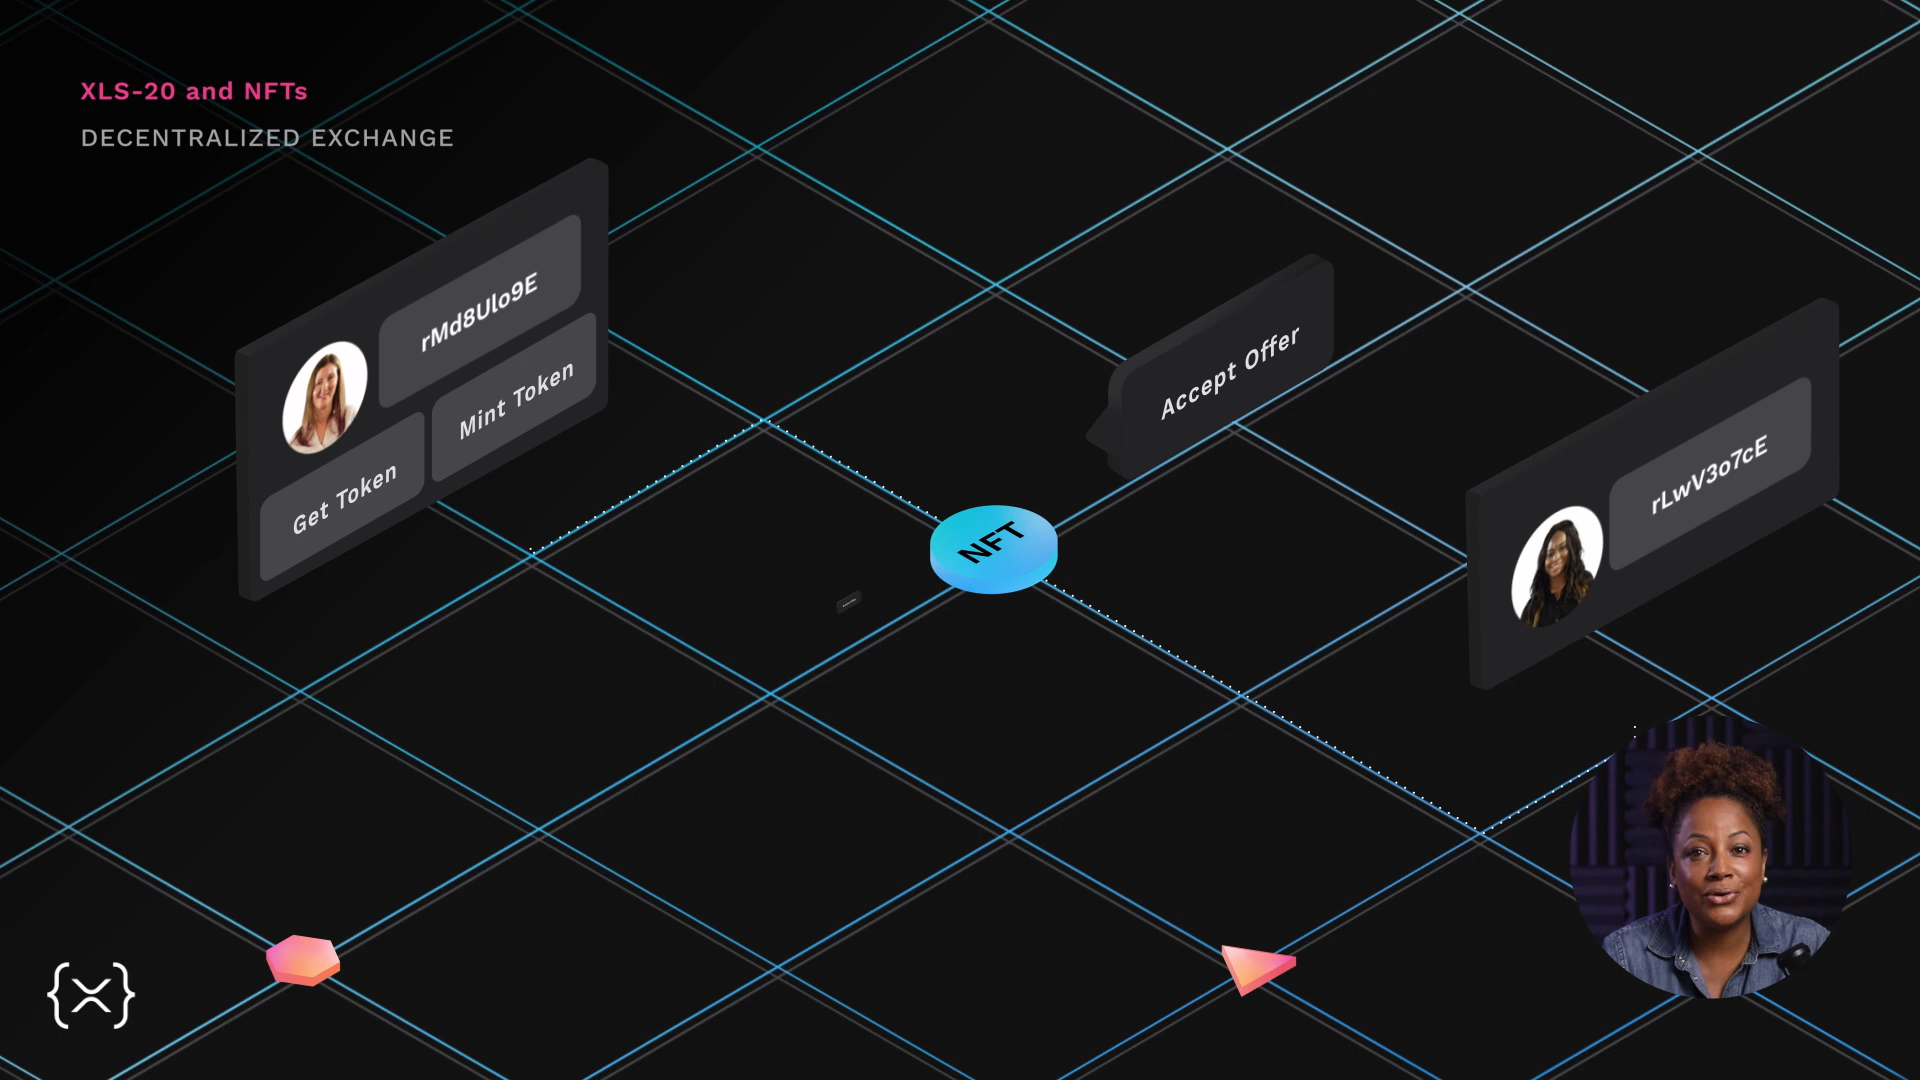 XLS-20 and NFTs
DECENTRALIZED EXCHANGE
rMd8Ulo9E
Mint Token
Get Token
Accept Offer
rLwV3o7cE
NFT